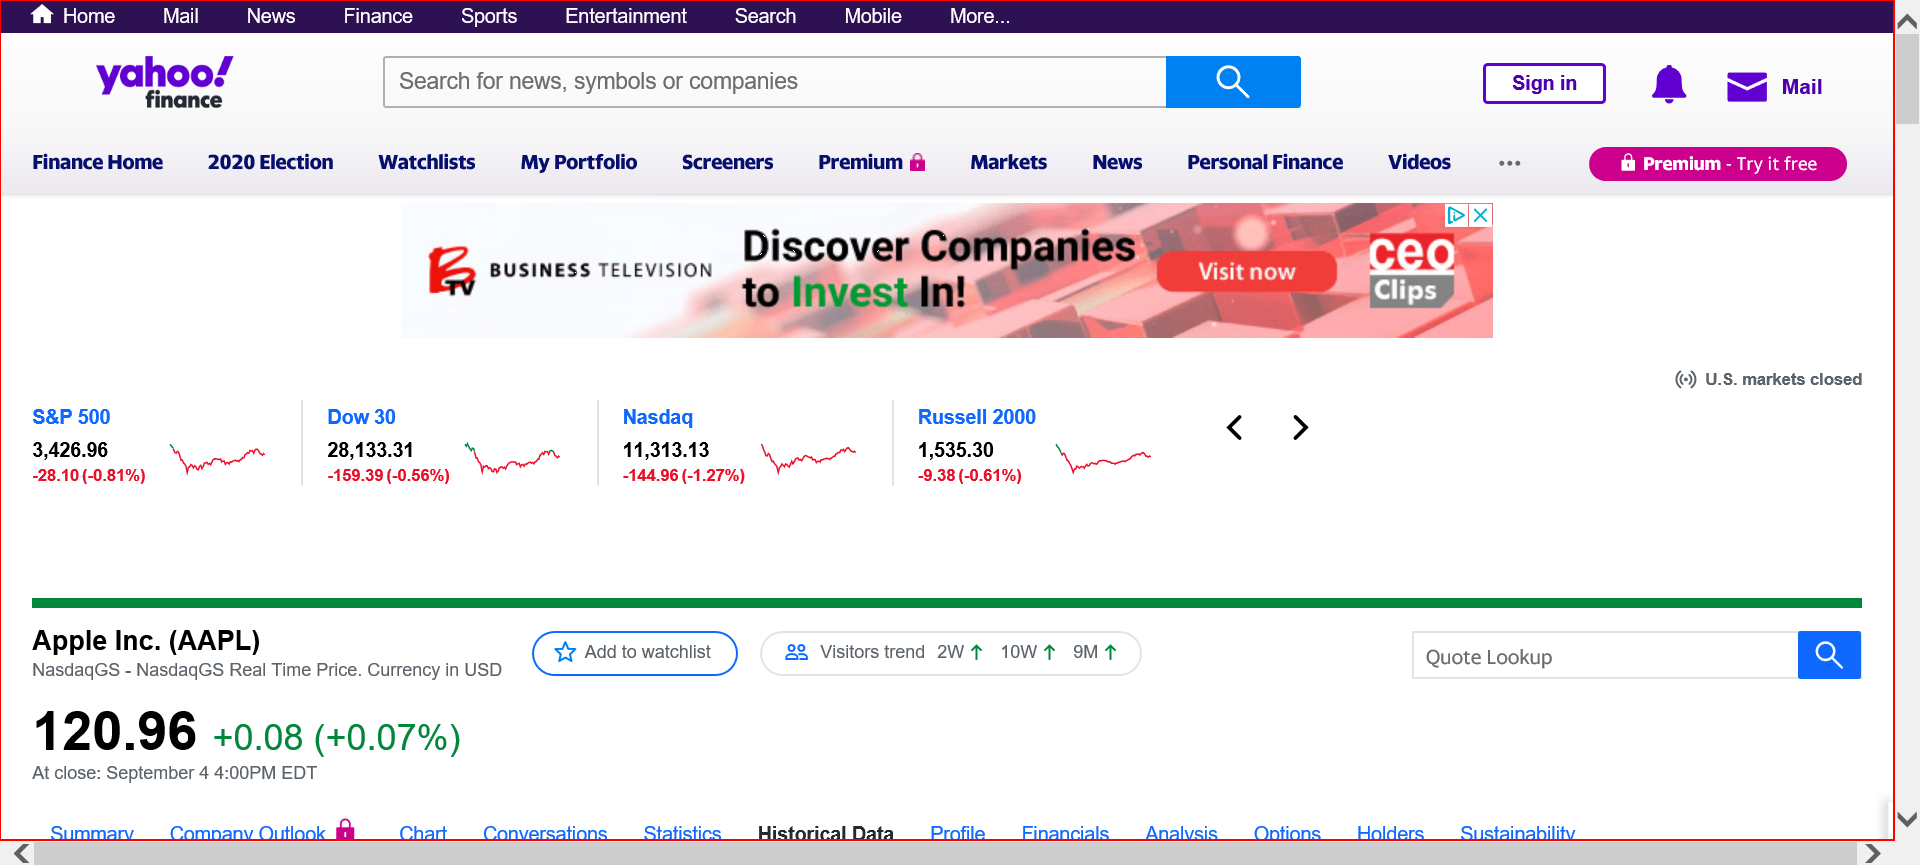 Home Mail News Finance Sports Entertainment Search Mobile More...
yahoo! finance
Search for news, symbols or companies
Sign in
Mail
Finance Home 2020 Election Watchlists My Portfolio Screeners Premium Markets News Personal Finance Videos ••• Premium - Try it free
BTV BUSINESS TELEVISION
Discover Companies
to Invest In!
Visit now
ceo
Clips
U.S. markets closed
S&P 500
3,426.96
-28.10 (-0.81%)
Dow 30
28,133.31
-159.39 (-0.56%)
Nasdaq
11,313.13
-144.96 (-1.27%)
Russell 2000
1,535.30
-9.38 (-0.61%)
Apple Inc. (AAPL)
NasdaqGS - NasdaqGS Real Time Price. Currency in USD
Add to watchlist
Visitors trend 2W ↑ 10W ↑ 9M ↑
Quote Lookup
120.96 +0.08 (+0.07%)
At close: September 4 4:00PM EDT
Summary Company Outlook Chart Conversations Statistics Historical Data Profile Financials Analysis Options Holders Sustainability